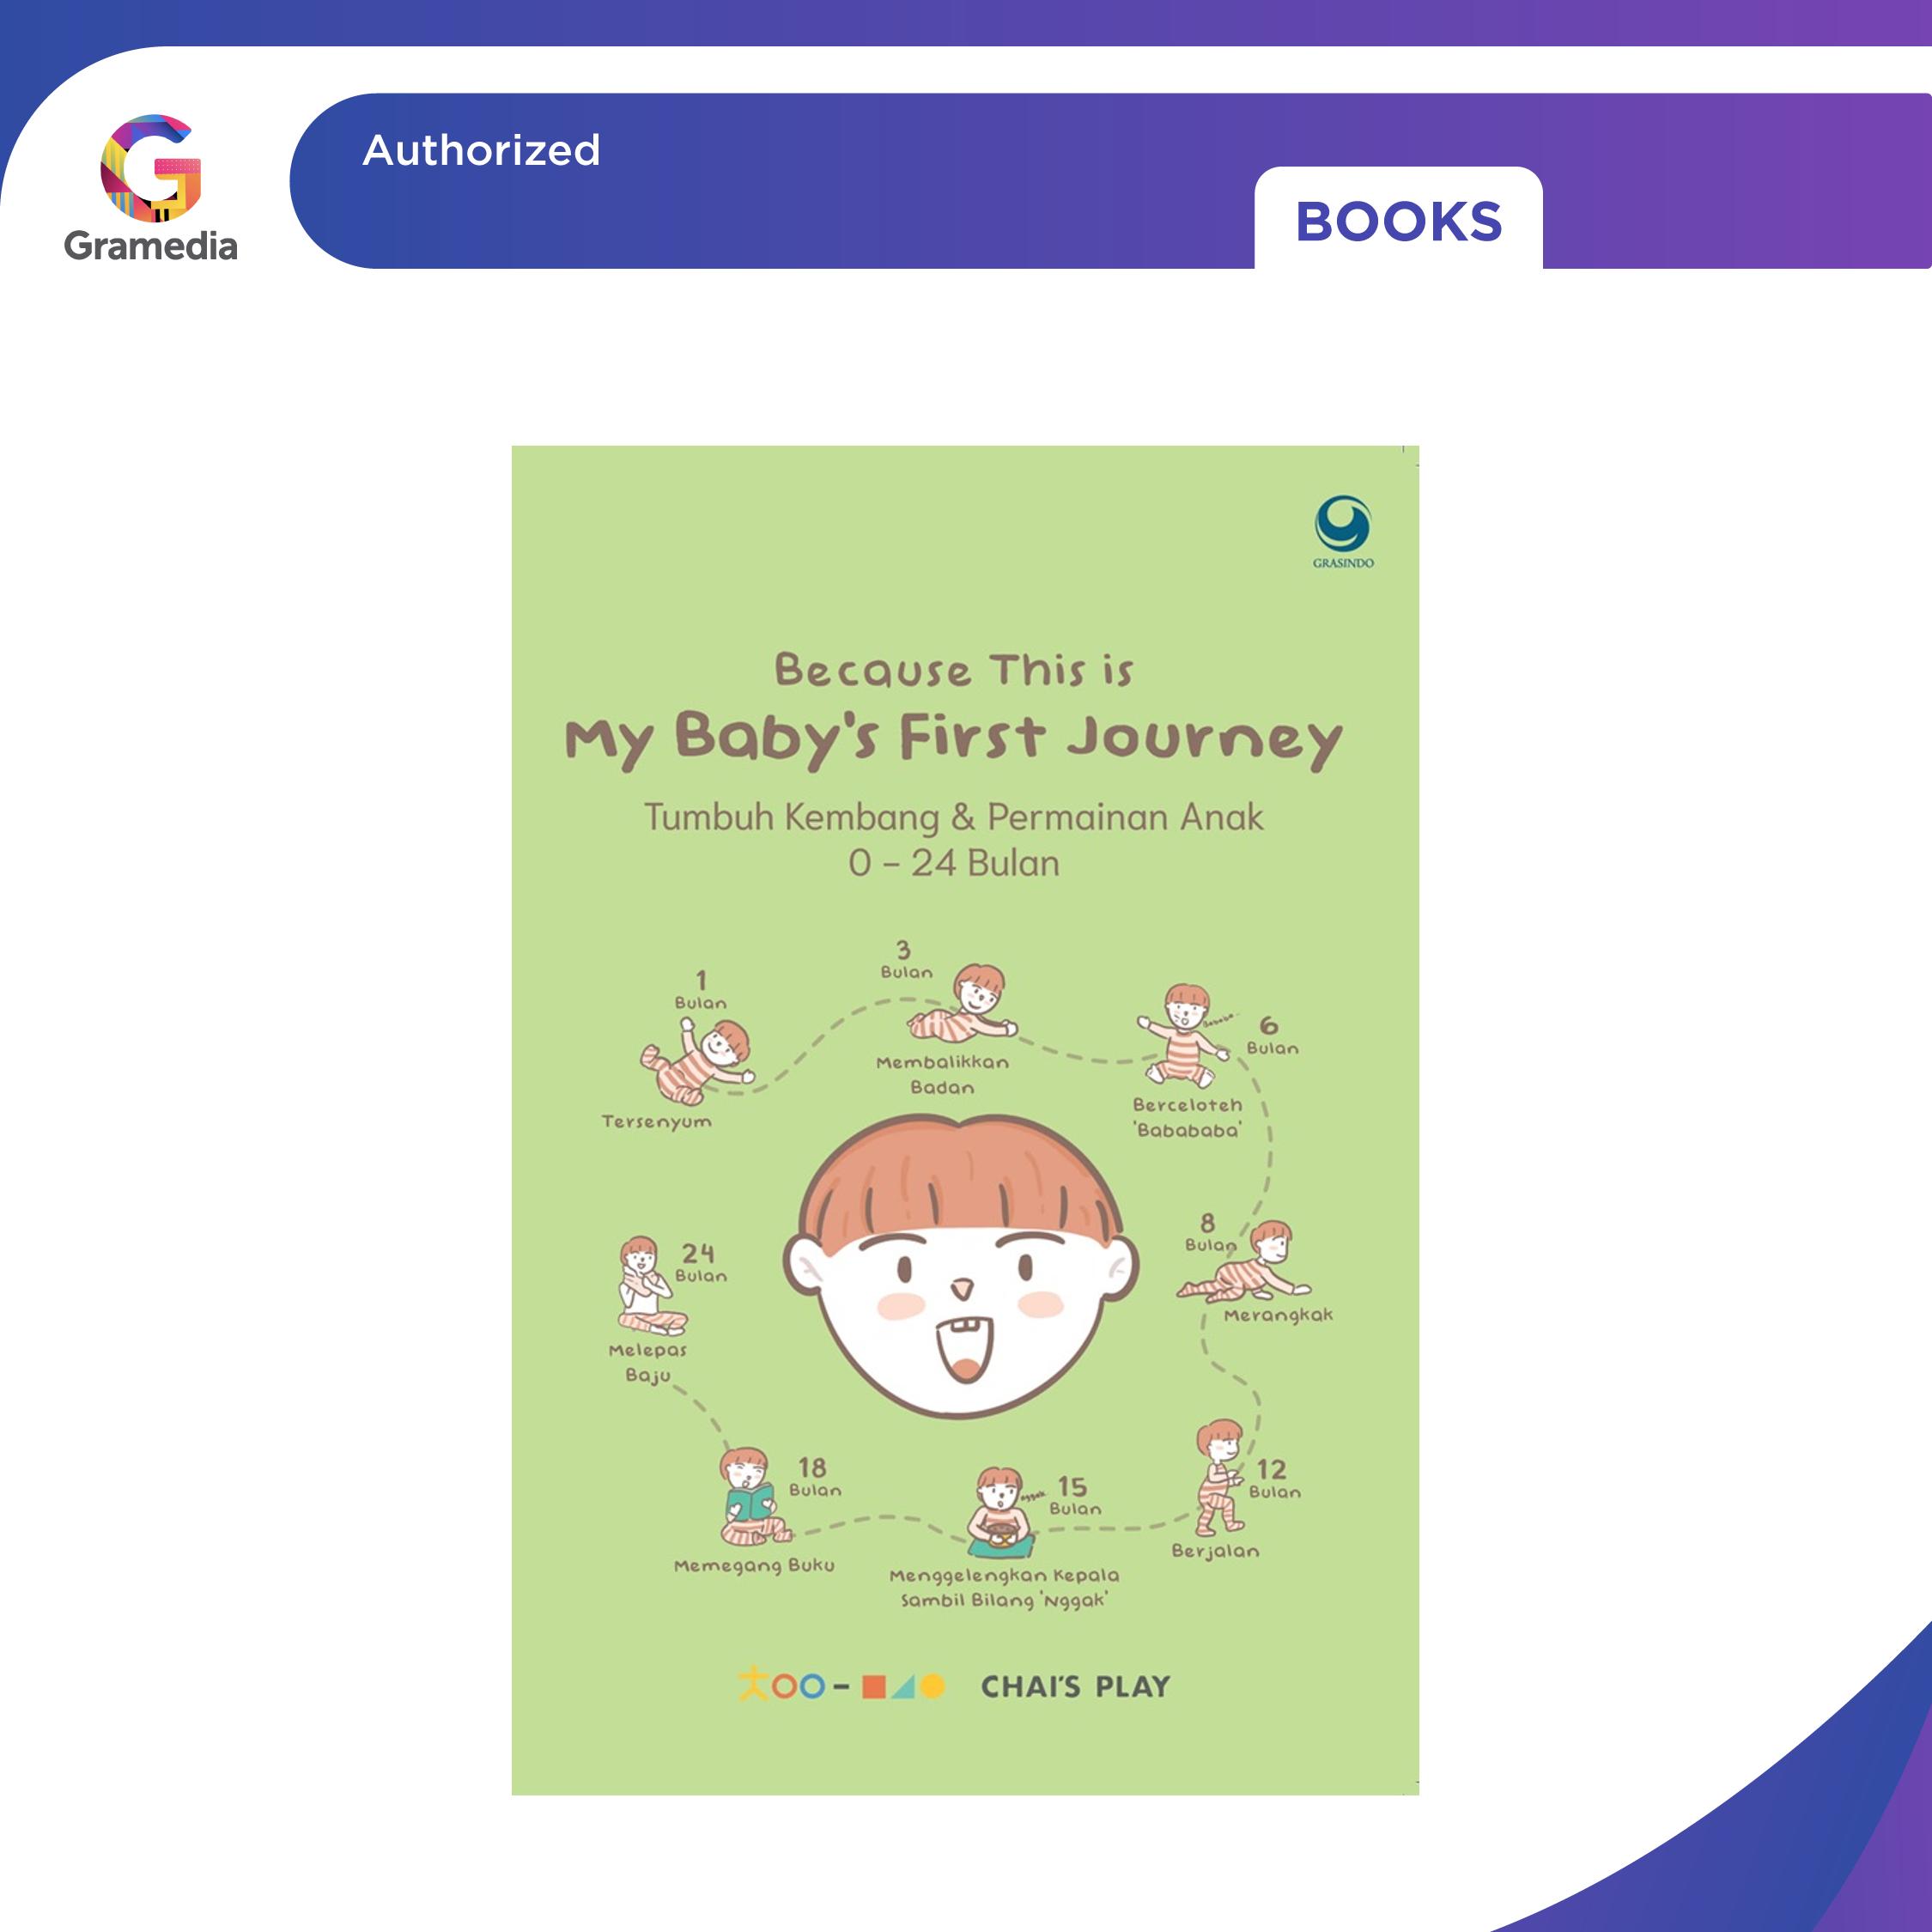 Gramedia
Authorized
BOOKS
GRASINDO
Because This is
My Baby's First Journey
Tumbuh Kembang & Permainan Anak
0 – 24 Bulan
1
Bulan
Tersenyum
3
Bulan
Membalikkan
Badan
6
Bulan
Berceloteh
'Babababa'
8
Bulan
Merangkak
12
Bulan
Berjalan
nggak
15
Bulan
Menggelengkan Kepala
Sambil Bilang 'Nggak'
18
Bulan
Memegang Buku
24
Bulan
Melepas
Baju
CHAI'S PLAY